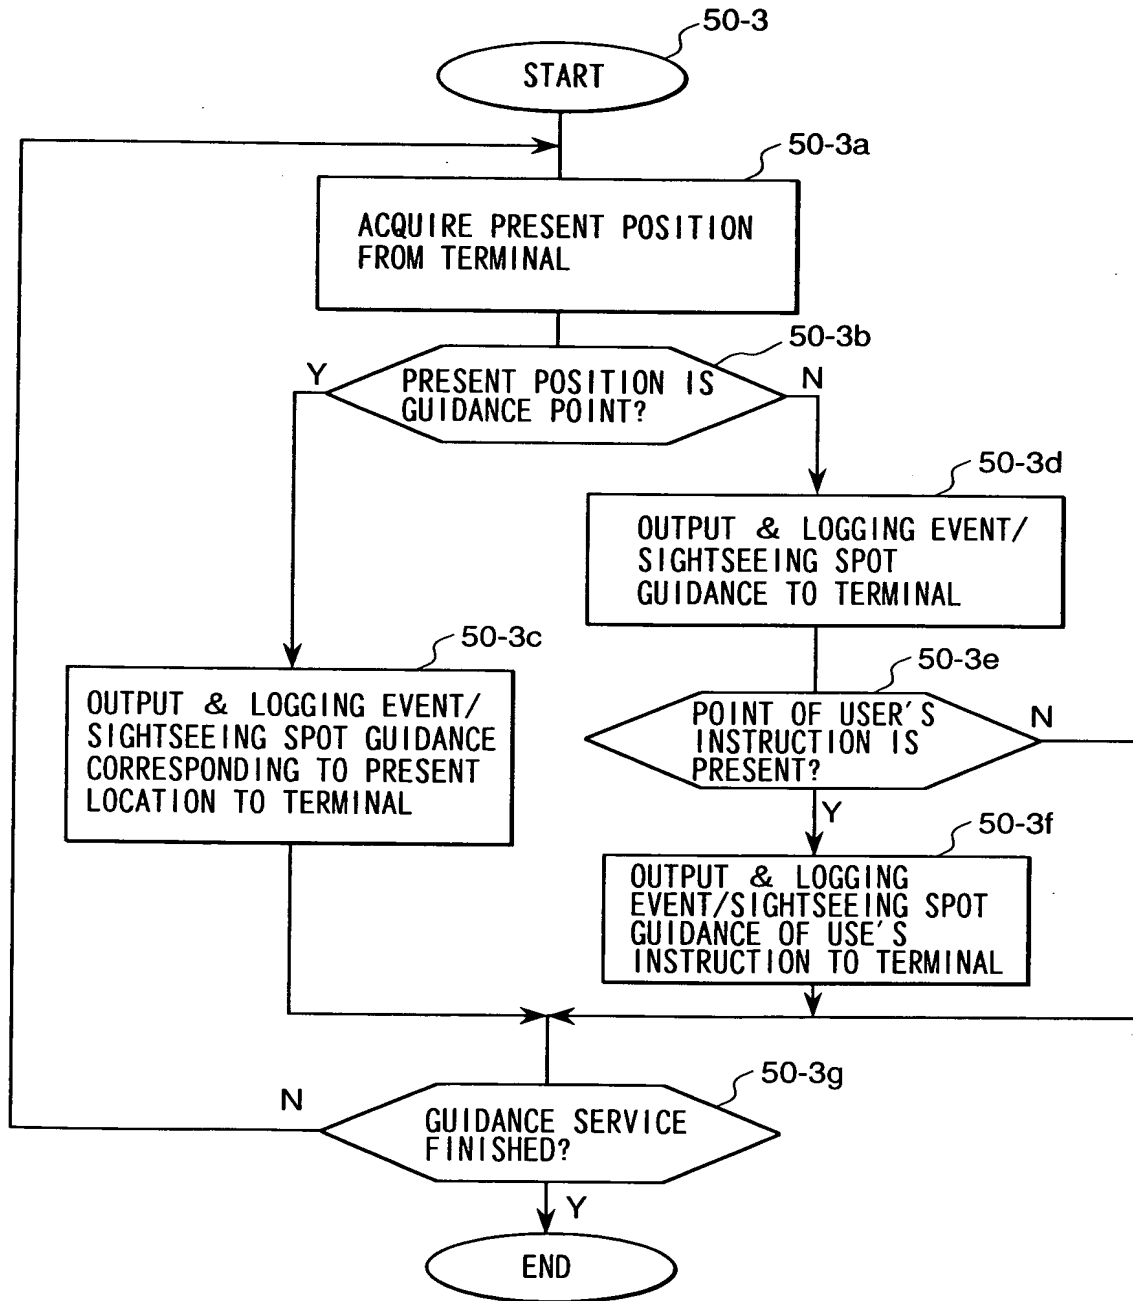 50-3
START
50-3a
ACQUIRE PRESENT POSITION
FROM TERMINAL
50-3b
Y
PRESENT POSITION IS
GUIDANCE POINT?
N
50-3d
OUTPUT & LOGGING EVENT/
SIGHTSEEING SPOT
GUIDANCE TO TERMINAL
50-3c
OUTPUT & LOGGING EVENT/
SIGHTSEEING SPOT GUIDANCE
CORRESPONDING TO PRESENT
LOCATION TO TERMINAL
50-3e
POINT OF USER'S
INSTRUCTION IS
PRESENT?
N
Y
50-3f
OUTPUT & LOGGING
EVENT/SIGHTSEEING SPOT
GUIDANCE OF USE'S
INSTRUCTION TO TERMINAL
50-3g
N
GUIDANCE SERVICE
FINISHED?
Y
END